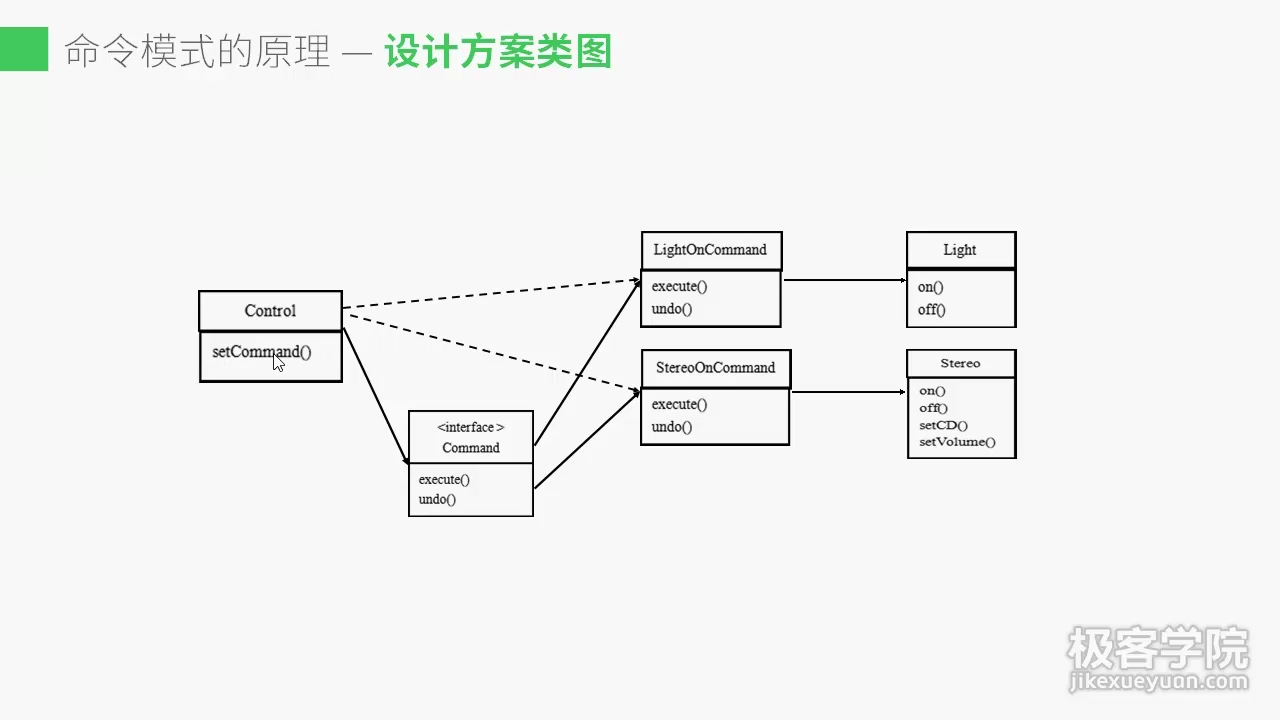 命令模式的原理 — 设计方案类图
LightOnCommand
execute()
undo()
Light
on()
off()
Control
setCommand()
StereoOnCommand
execute()
undo()
Stereo
on()
off()
setCD()
setVolume()
<interface>
Command
execute()
undo()
极客学院
jikexueyuan.com